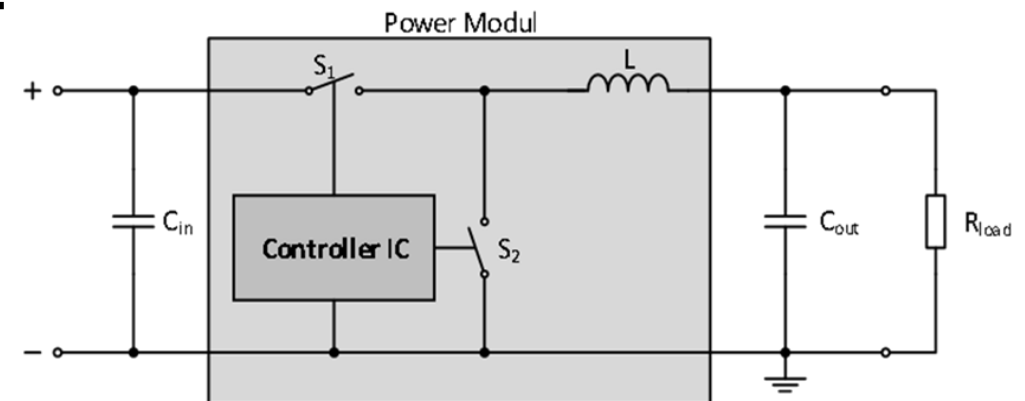 Power Modul
S1
L
+
Cin
Controller IC
S2
Cout
Rload
−